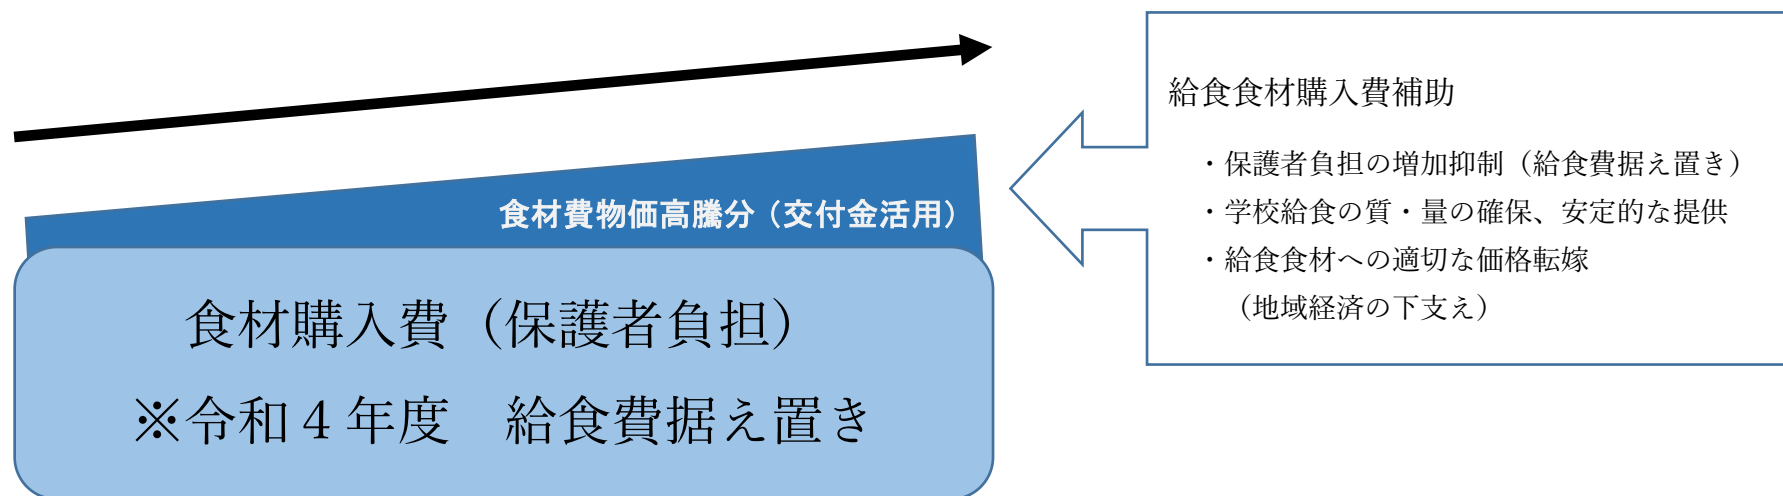 給食食材購入費補助
・保護者負担の増加抑制（給食費据え置き）
・学校給食の質・量の確保、安定的な提供
・給食食材への適切な価格転嫁
（地域経済の下支え）
食材費物価高騰分（交付金活用）
食材購入費（保護者負担）
※令和４年度　給食費据え置き